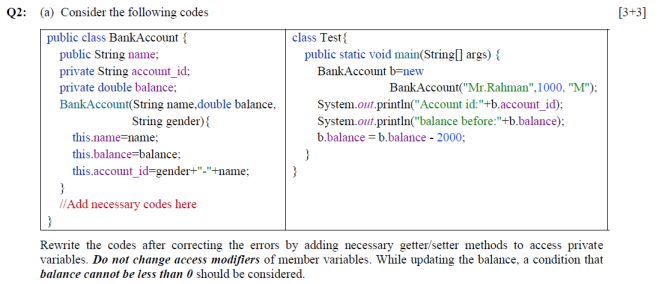 Q2: (a) Consider the following codes [3+3]
public class BankAccount {
public String name;
private String account_id;
private double balance;
BankAccount(String name,double balance,
String gender){
this.name=name;
this.balance=balance;
this.account_id=gender+"-"+name;
}
//Add necessary codes here
}
class Test{
public static void main(String[] args) {
BankAccount b=new
BankAccount("Mr.Rahman",1000, "M");
System.out.println("Account id:"+b.account_id);
System.out.println("balance before:"+b.balance);
b.balance = b.balance - 2000;
}
}
Rewrite the codes after correcting the errors by adding necessary getter/setter methods to access private
variables. Do not change access modifiers of member variables. While updating the balance, a condition that
balance cannot be less than 0 should be considered.